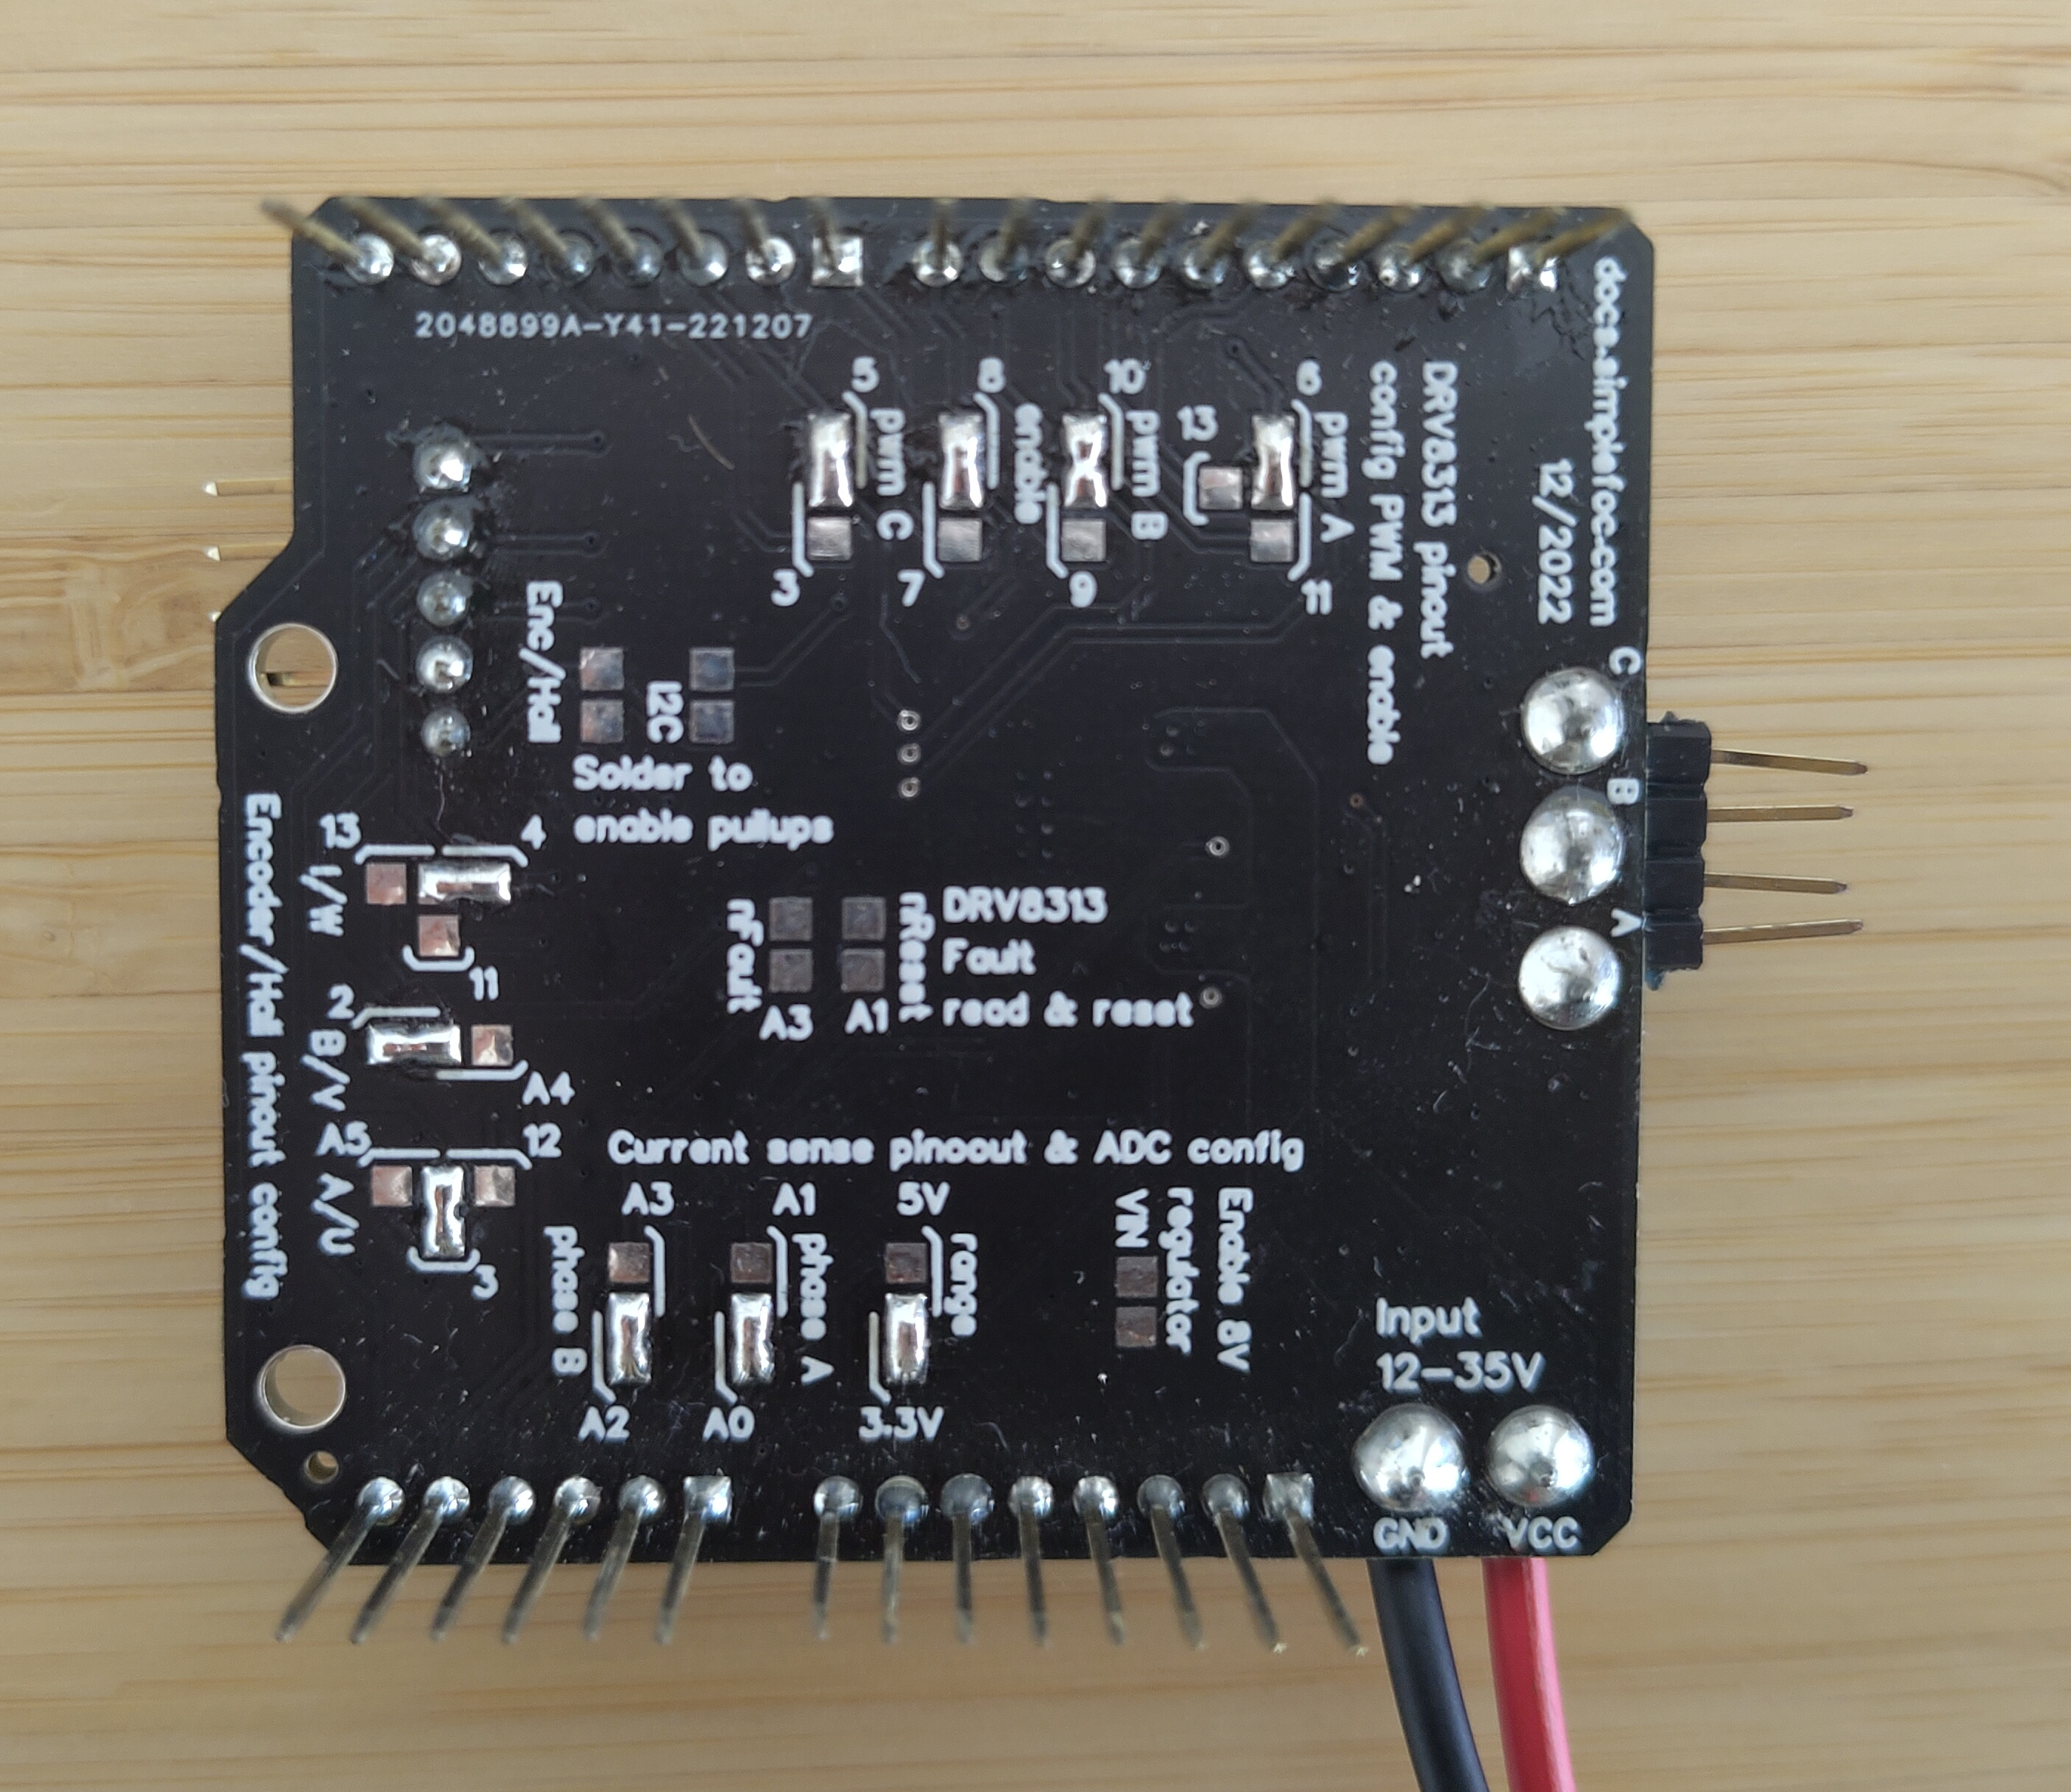 2048899A-Y41-221207
docs.simplefoc.com
12/2022
DRV8313 pinout
config PWM & enable
5
pwm C
3
8
enable
7
10
pwm B
9
13
6
pwm A
11
C
B
A
Enc/Hall
I2C
Solder to
enable pullups
Encoder/Hall pinout config
13
4
I/W
11
2
B/V
A4
A5
12
A/U
3
nFault
A3
nReset
A1
DRV8313
Fault
read & reset
Current sense pinoout & ADC config
A3
phase B
A2
A1
phase A
A0
5V
range
3.3V
Enable 8V
regulator
VIN
Input
12-35V
GND
VCC